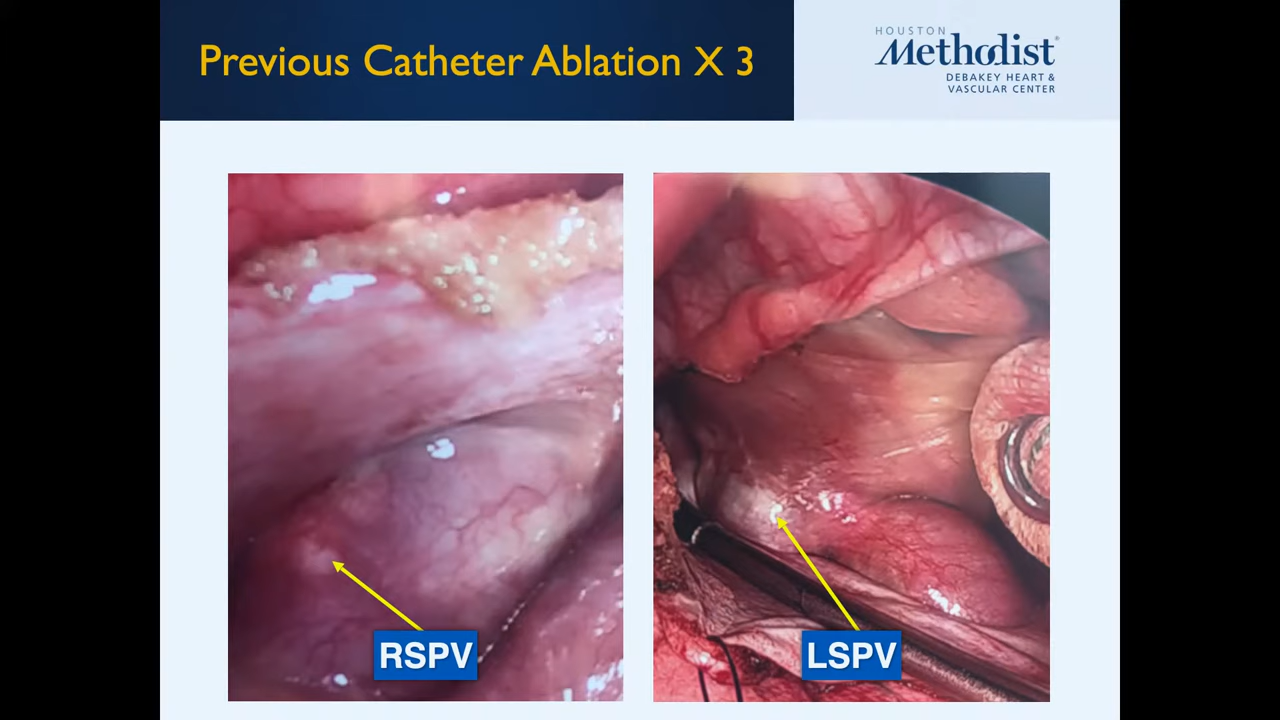 Previous Catheter Ablation X 3
HOUSTON
Methodist®
DEBAKEY HEART &
VASCULAR CENTER
RSPV
LSPV